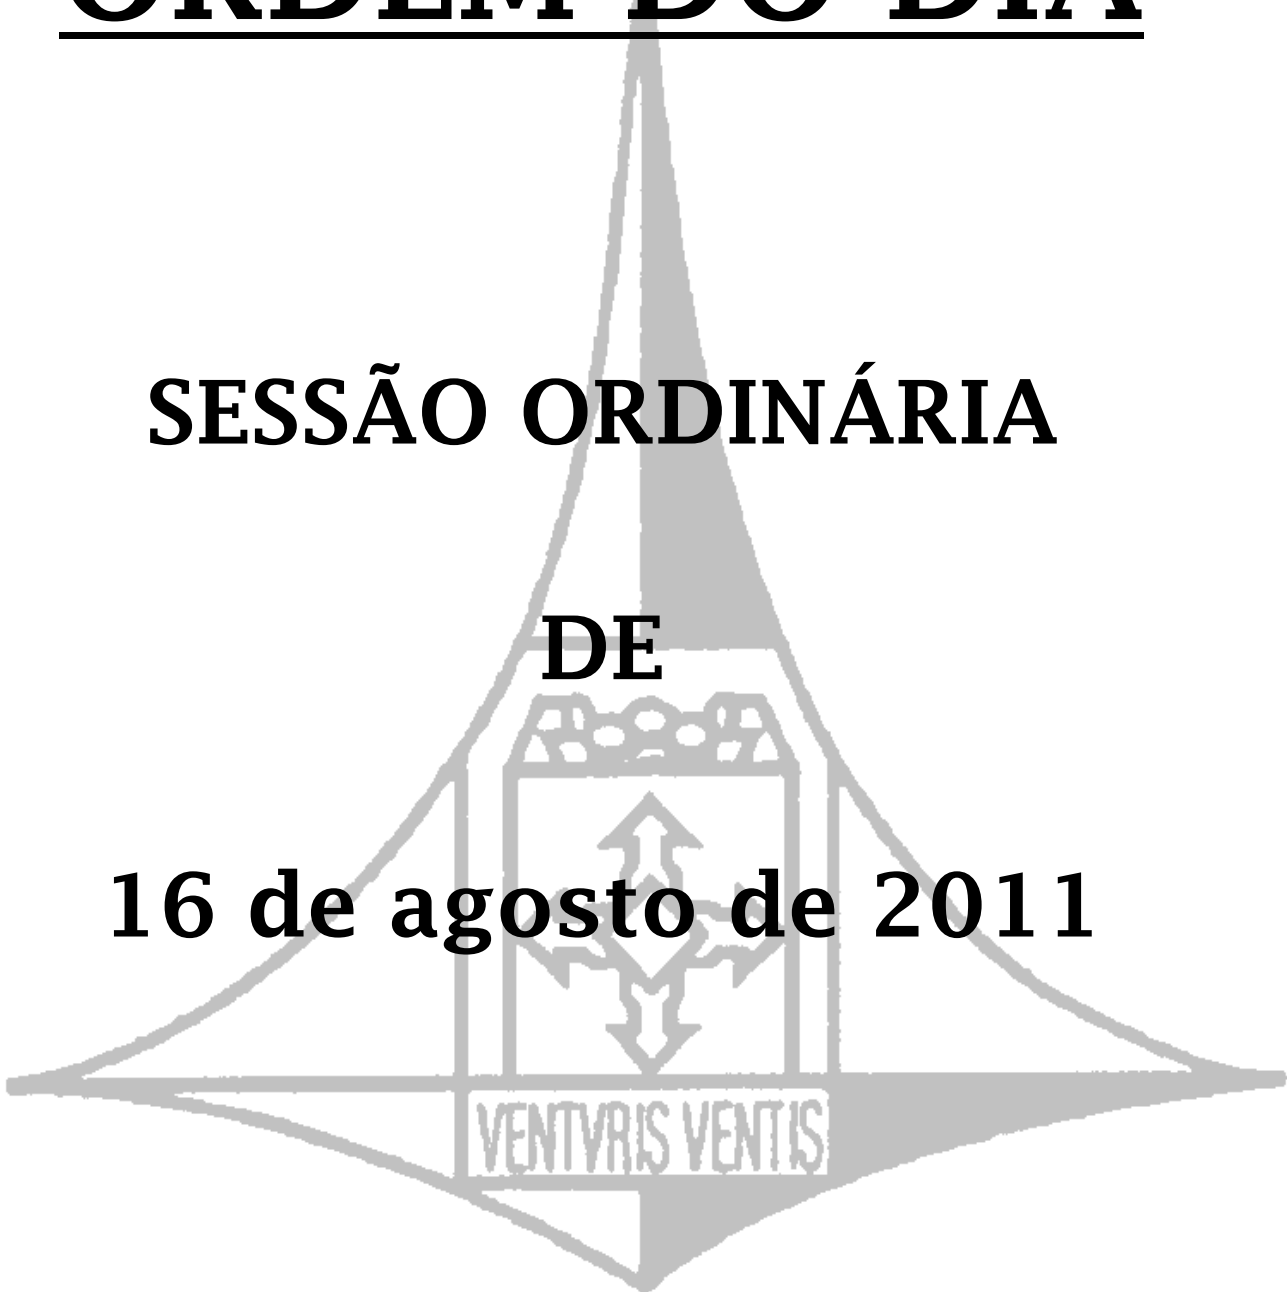 ORDEM DO DIA
SESSÃO ORDINÁRIA
DE
16 de agosto de 2011
VENTVRIS VENTIS